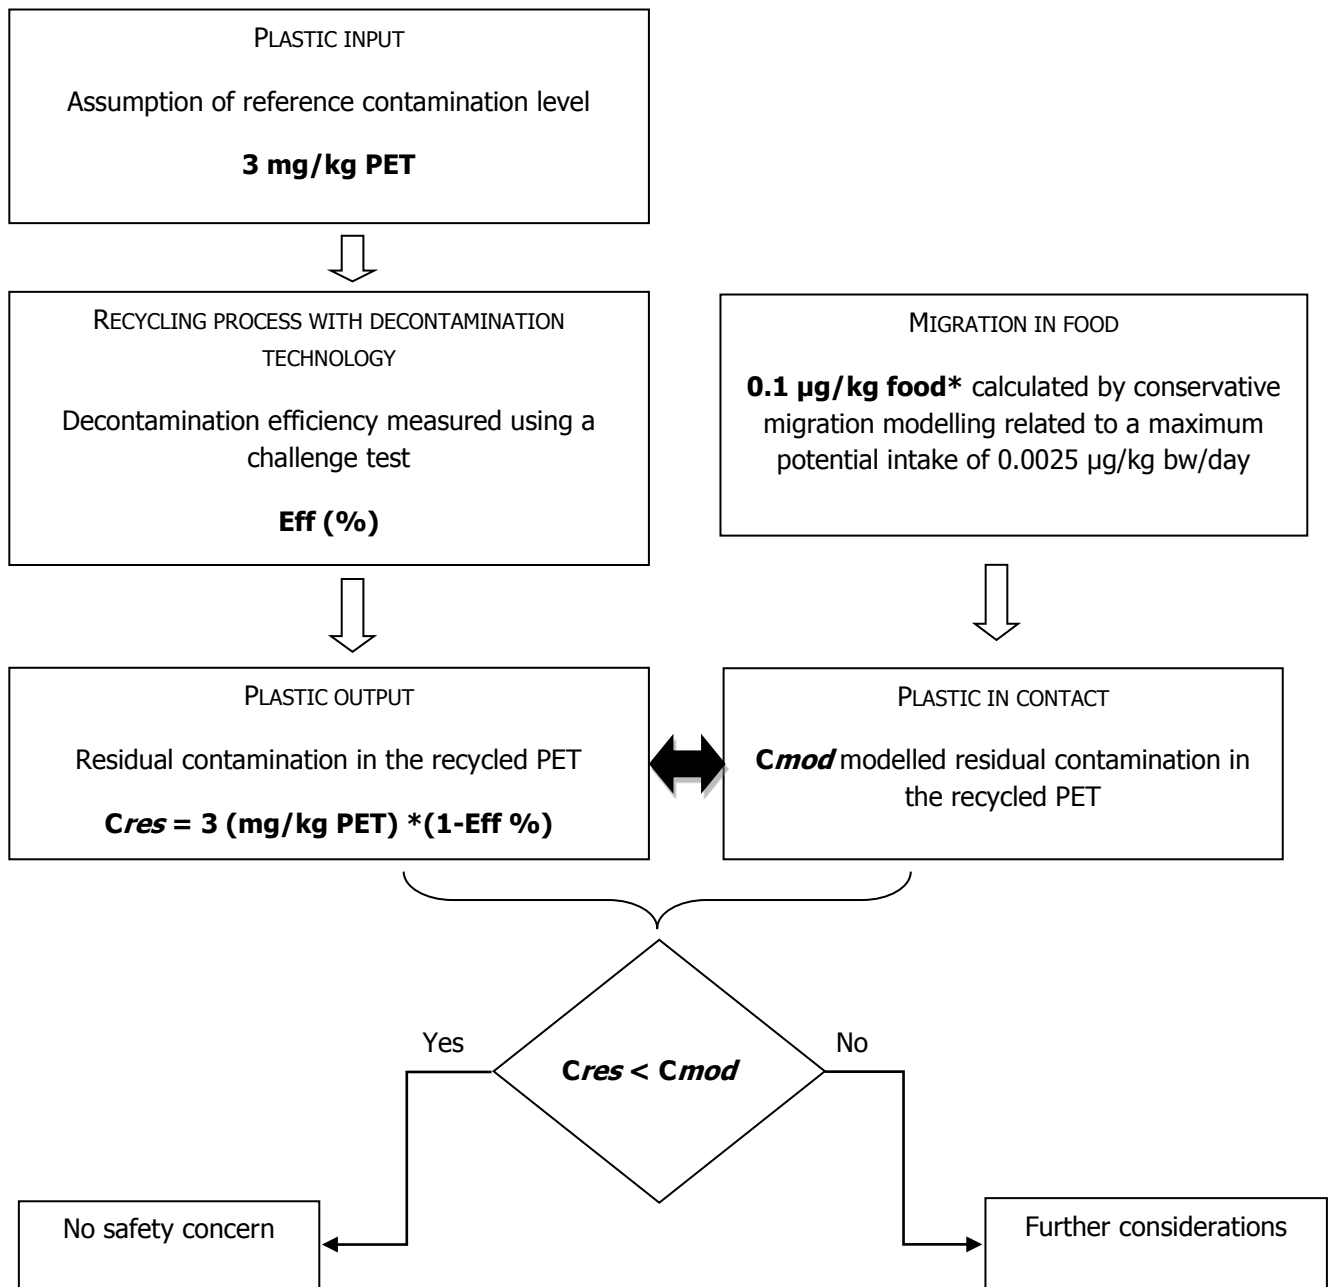 PLASTIC INPUT
Assumption of reference contamination level
3 mg/kg PET
RECYCLING PROCESS WITH DECONTAMINATION
TECHNOLOGY
Decontamination efficiency measured using a
challenge test
Eff (%)
MIGRATION IN FOOD
0.1 µg/kg food* calculated by conservative
migration modelling related to a maximum
potential intake of 0.0025 µg/kg bw/day
PLASTIC OUTPUT
Residual contamination in the recycled PET
Cres = 3 (mg/kg PET) *(1-Eff %)
PLASTIC IN CONTACT
Cmod modelled residual contamination in
the recycled PET
Yes
No
Cres < Cmod
No safety concern
Further considerations